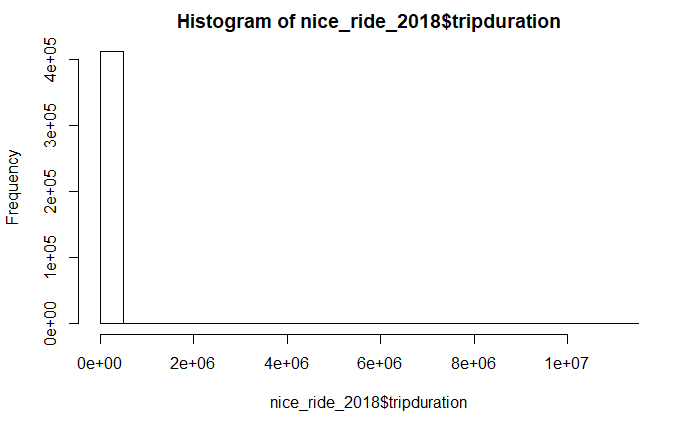 Histogram of nice_ride_2018$tripduration
Frequency
4e+05
3e+05
2e+05
1e+05
0e+00
0e+00 2e+06 4e+06 6e+06 8e+06 1e+07
nice_ride_2018$tripduration